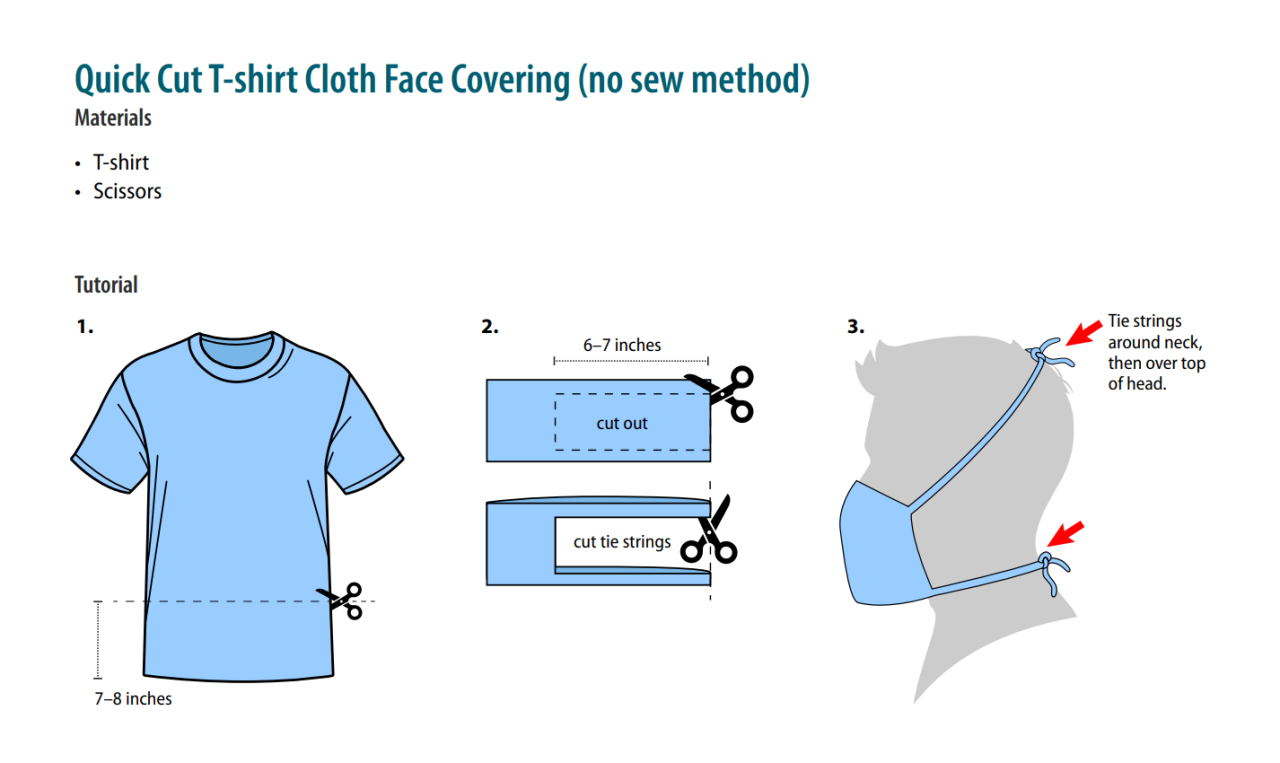 Quick Cut T-shirt Cloth Face Covering (no sew method)
Materials
• T-shirt
• Scissors
Tutorial
1.
7–8 inches
2.
6–7 inches
cut out
cut tie strings
3.
Tie strings
around neck,
then over top
of head.